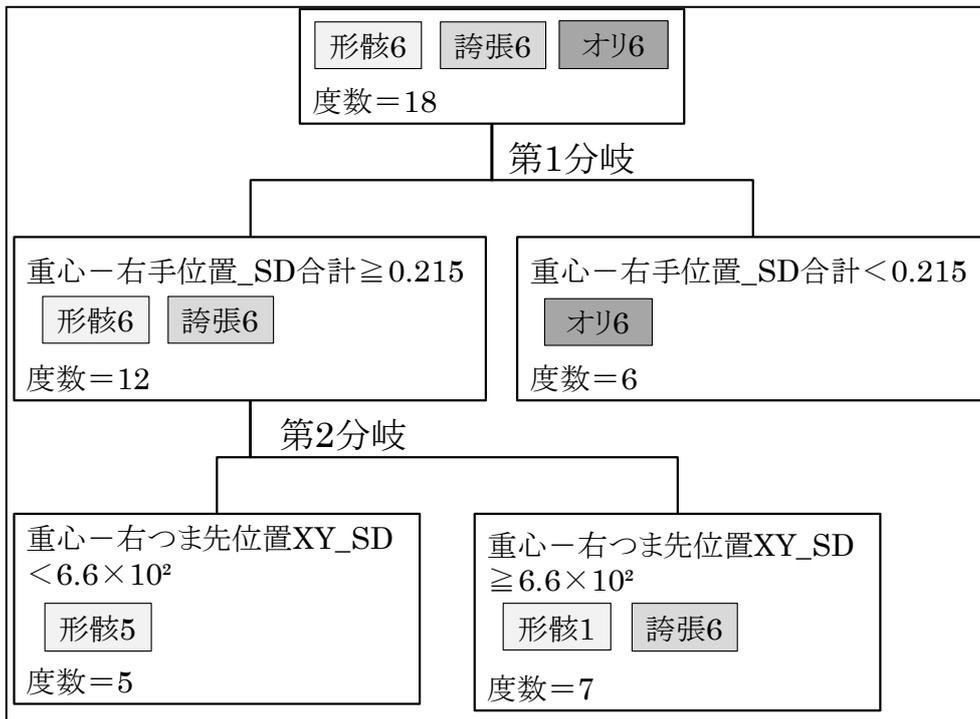 形骸6 誇張6 オリ6
度数＝18
第1分岐
重心－右手位置_SD合計≧0.215
形骸6 誇張6
度数＝12
重心－右手位置_SD合計＜0.215
オリ6
度数＝6
第2分岐
重心－右つま先位置XY_SD
＜6.6×10²
形骸5
度数＝5
重心－右つま先位置XY_SD
≧6.6×10²
形骸1 誇張6
度数＝7